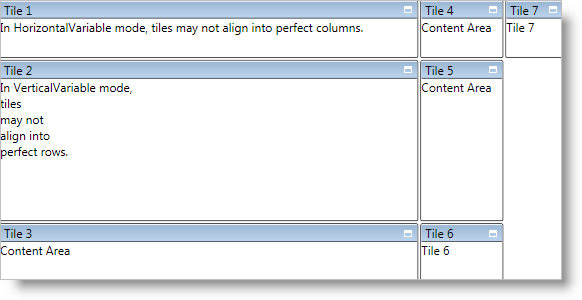 Tile 1
In HorizontalVariable mode, tiles may not align into perfect columns.
Tile 2
In VerticalVariable mode,
tiles
may not
align into
perfect rows.
Tile 3
Content Area
Tile 4
Content Area
Tile 5
Content Area
Tile 6
Tile 6
Tile 7
Tile 7